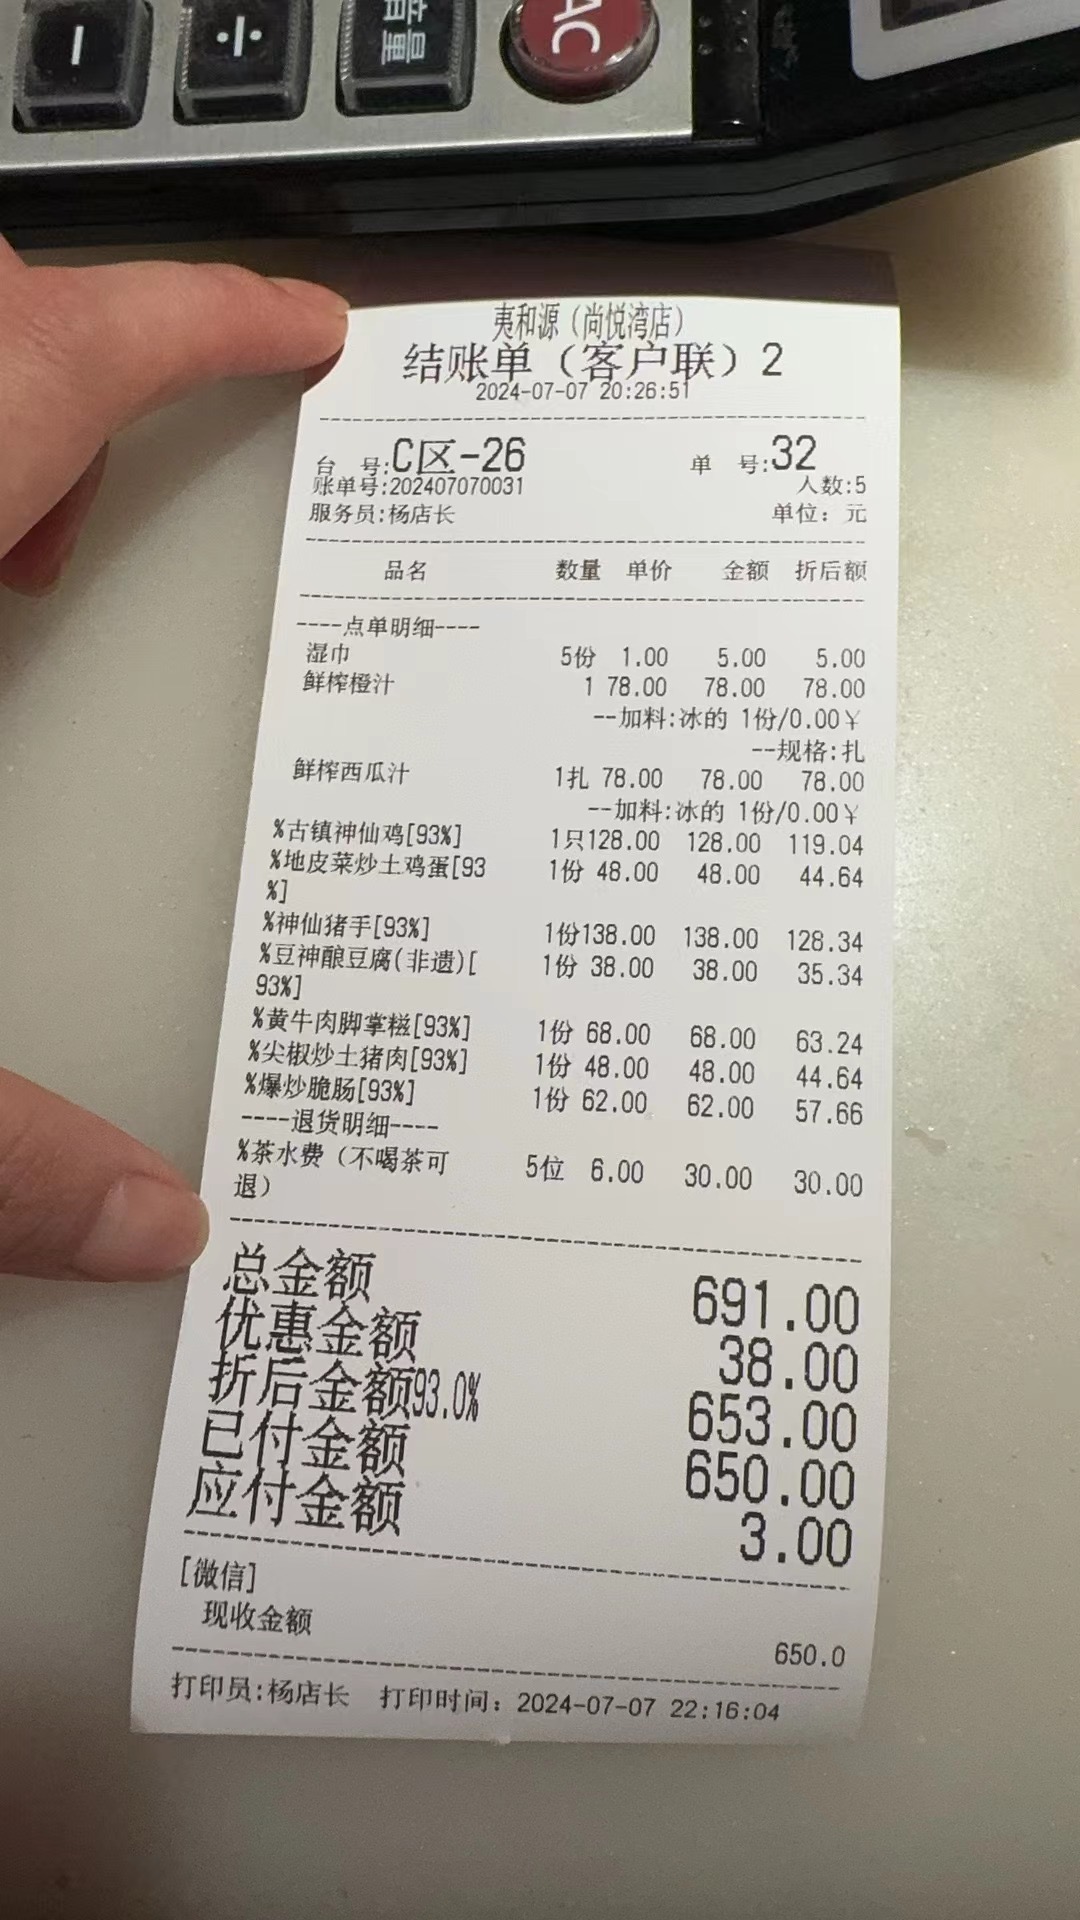 音量
AC
夷和源（尚悦湾店）
结账单（客户联）2
2024-07-07 20:26:51
台 号:C区-26 单 号:32
账单号:202407070031 人数:5
服务员:杨店长 单位：元
品名 数量 单价 金额 折后额
----点单明细----
湿巾 5份 1.00 5.00 5.00
鲜榨橙汁 1 78.00 78.00 78.00
--加料:冰的 1份/0.00¥
--规格:扎
鲜榨西瓜汁 1扎 78.00 78.00 78.00
--加料:冰的 1份/0.00¥
%古镇神仙鸡[93%] 1只128.00 128.00 119.04
%地皮菜炒土鸡蛋[93 1份 48.00 48.00 44.64
%]
%神仙猪手[93%] 1份138.00 138.00 128.34
%豆神酿豆腐(非遗)[ 1份 38.00 38.00 35.34
93%]
%黄牛肉脚掌糍[93%] 1份 68.00 68.00 63.24
%尖椒炒土猪肉[93%] 1份 48.00 48.00 44.64
%爆炒脆肠[93%] 1份 62.00 62.00 57.66
----退货明细----
%茶水费（不喝茶可 5位 6.00 30.00 30.00
退）
总金额 691.00
优惠金额 38.00
折后金额93.0% 653.00
已付金额 650.00
应付金额 3.00
[微信]
现收金额 650.0
打印员:杨店长 打印时间：2024-07-07 22:16:04